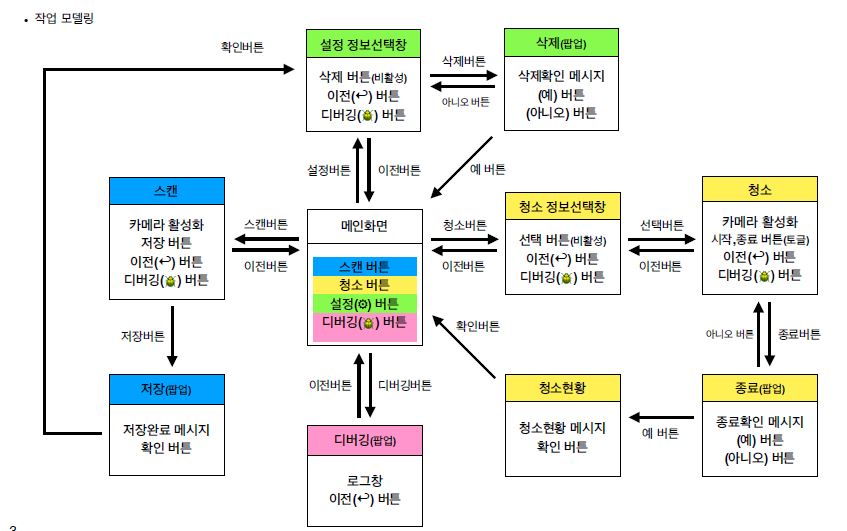 • 작업 모델링
확인버튼
설정 정보선택창
삭제 버튼(비활성)
이전(↩) 버튼
디버깅(🐞) 버튼
삭제버튼
아니오 버튼
삭제(팝업)
삭제확인 메시지
(예) 버튼
(아니오) 버튼
설정버튼
이전버튼
예 버튼
스캔
카메라 활성화
저장 버튼
이전(↩) 버튼
디버깅(🐞) 버튼
스캔버튼
이전버튼
메인화면
스캔 버튼
청소 버튼
설정(⚙) 버튼
디버깅(🐞) 버튼
청소버튼
이전버튼
청소 정보선택창
선택 버튼(비활성)
이전(↩) 버튼
디버깅(🐞) 버튼
선택버튼
이전버튼
청소
카메라 활성화
시작,종료 버튼(토글)
이전(↩) 버튼
디버깅(🐞) 버튼
저장버튼
확인버튼
아니오 버튼
종료버튼
이전버튼
디버깅버튼
저장(팝업)
저장완료 메시지
확인 버튼
디버깅(팝업)
로그창
이전(↩) 버튼
청소현황
청소현황 메시지
확인 버튼
예 버튼
종료(팝업)
종료확인 메시지
(예) 버튼
(아니오) 버튼